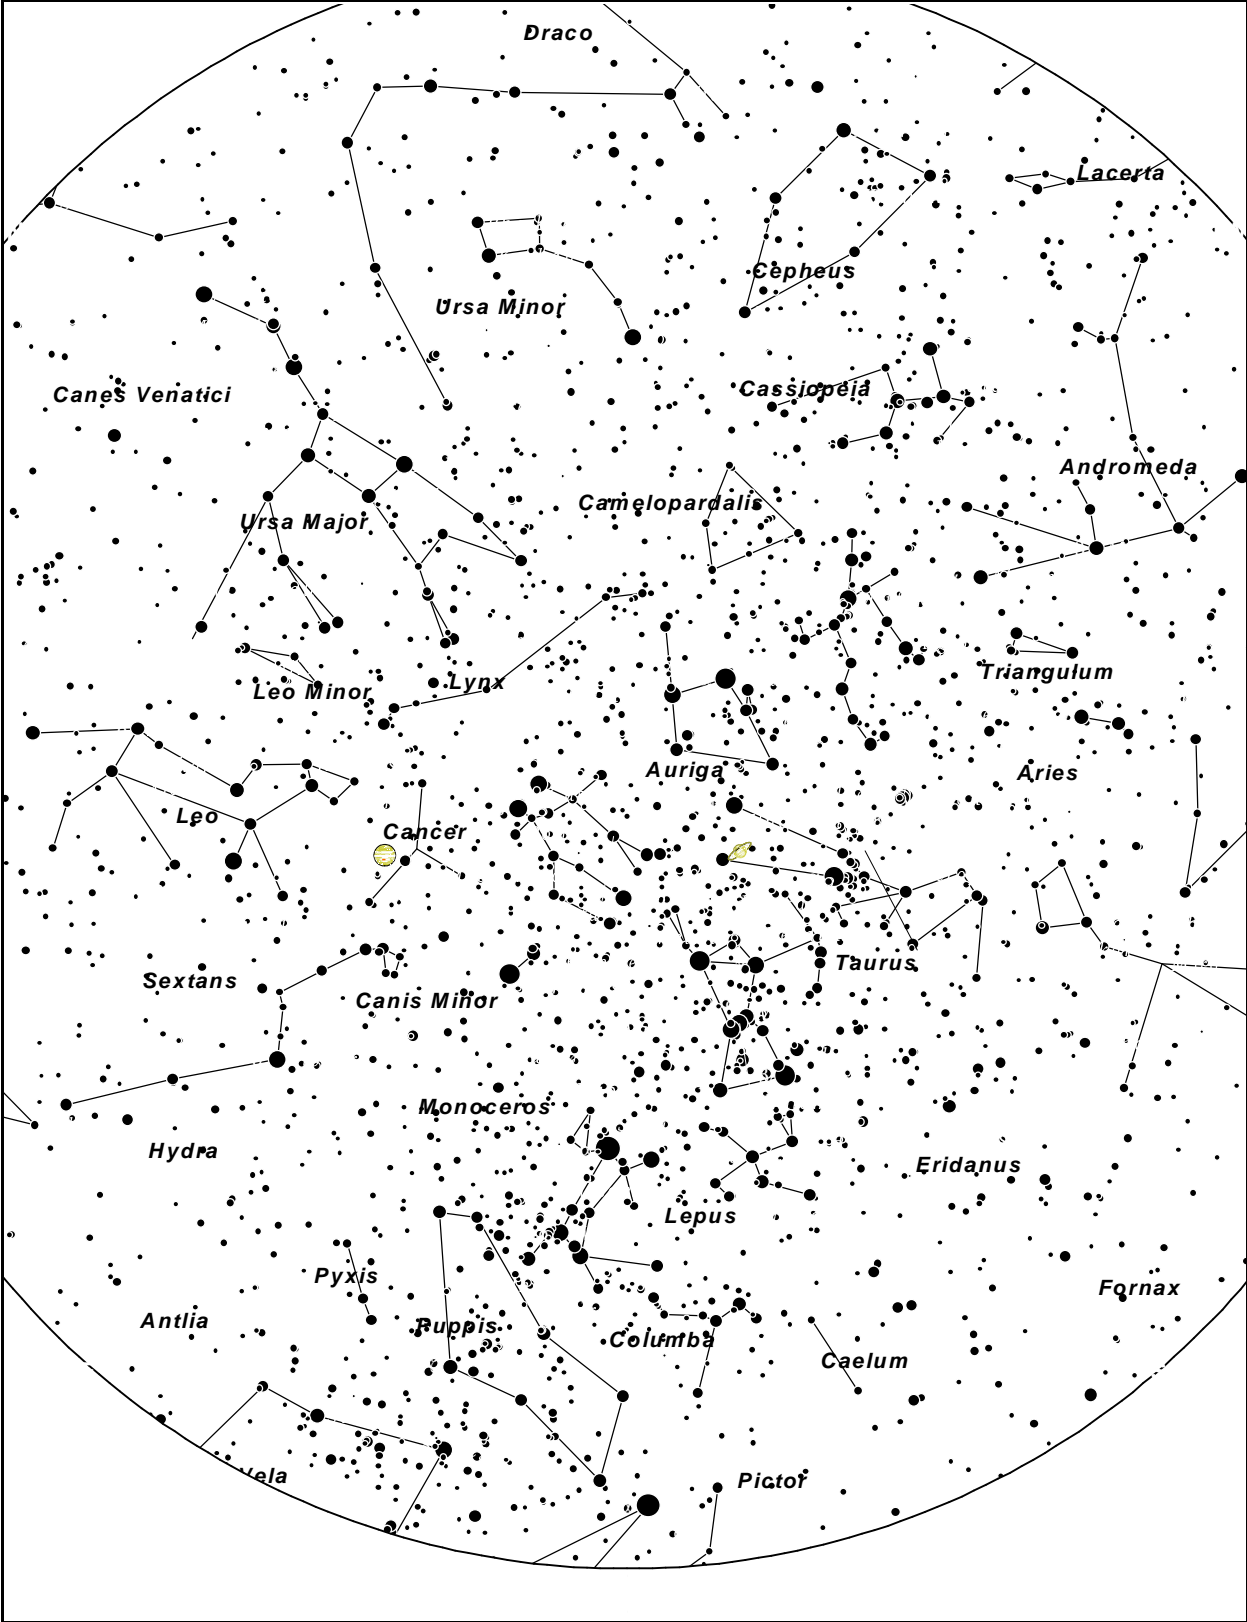 Draco
Lacerta
Cepheus
Ursa Minor
Cassiopeia
Canes Venatici
Andromeda
Camelopardalis
Ursa Major
Triangulum
Lynx
Leo Minor
Auriga
Aries
Leo
Cancer
Taurus
Sextans
Canis Minor
Monoceros
Hydra
Eridanus
Lepus
Pyxis
Fornax
Antlia
Puppis
Columba
Caelum
Vela
Pictor